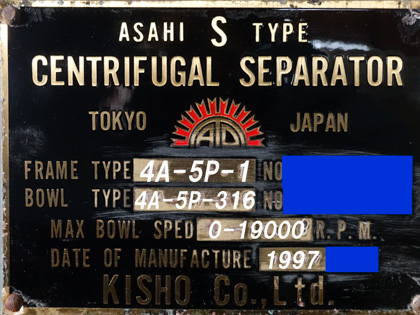 ASAHI S TYPE
CENTRIFUGAL SEPARATOR
TOKYO ATD JAPAN
FRAME TYPE 4A-5P-1 NO
BOWL TYPE 4A-5P-316 NO
MAX BOWL SPED 0-19000 R.P.M.
DATE OF MANUFACTURE 1997
KISHO Co.,Ltd.